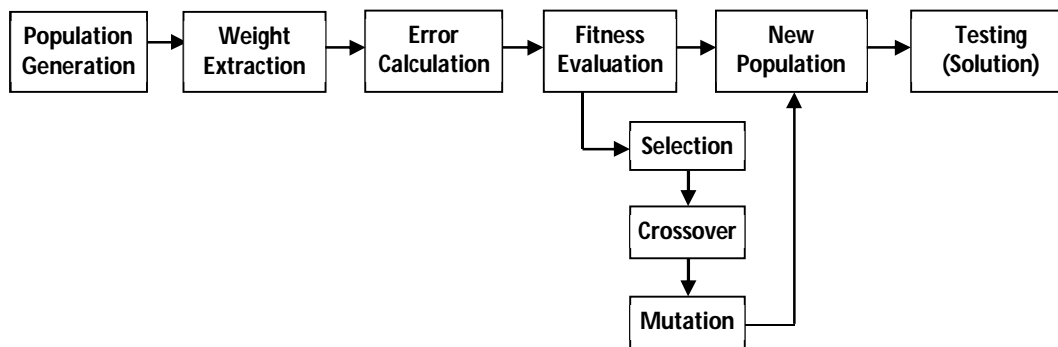 Population
Generation
Weight
Extraction
Error
Calculation
Fitness
Evaluation
New
Population
Testing
(Solution)
Selection
Crossover
Mutation